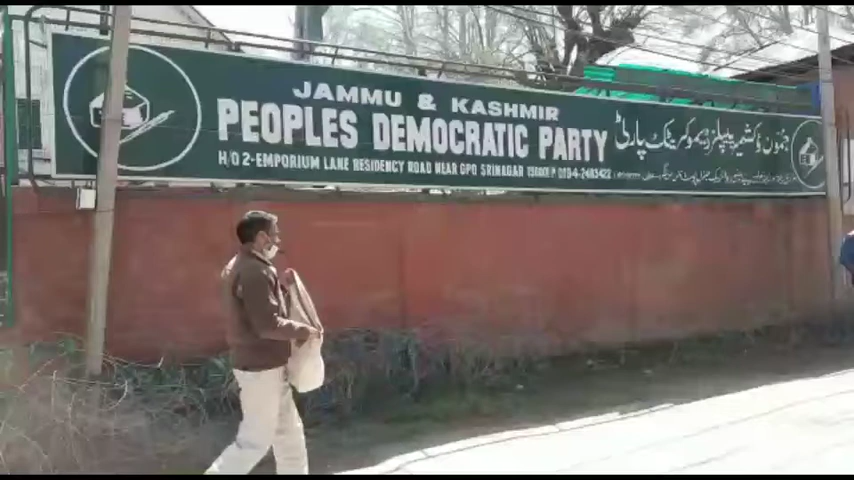 JAMMU & KASHMIR
PEOPLES DEMOCRATIC PARTY
H/O 2-EMPORIUM LANE RESIDENCY ROAD NEAR GPO SRINAGAR
جموں و کشمیر پیپلز ڈیموکریٹک پارٹی